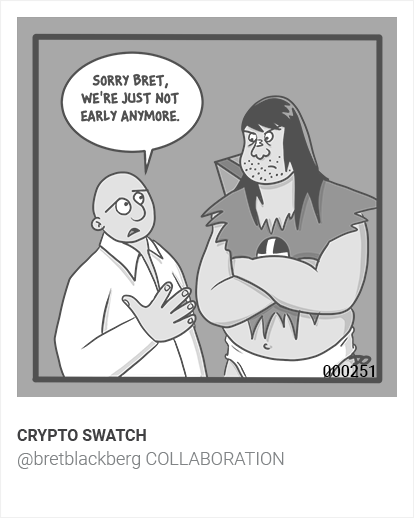 SORRY BRET,
WE'RE JUST NOT
EARLY ANYMORE.
000251
CRYPTO SWATCH
@bretblackberg COLLABORATION